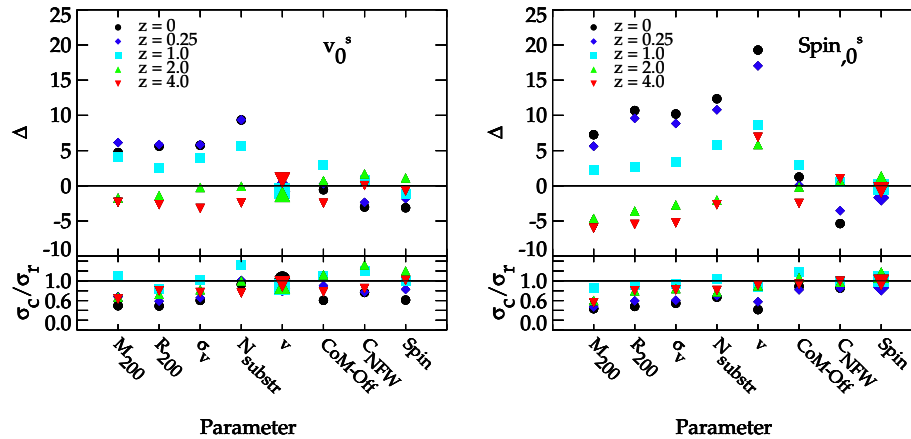 25
20
15
10
5
0
-5
-10
Δ
z = 0
z = 0.25
z = 1.0
z = 2.0
z = 4.0
v₀ˢ
1.0
0.6
0.0
σc/σr
M200
R200
σv
Nsubstr
v
CoM-Off
CNFW
Spin
Parameter
25
20
15
10
5
0
-5
-10
Δ
z = 0
z = 0.25
z = 1.0
z = 2.0
z = 4.0
Spin,₀ˢ
1.0
0.6
0.0
σc/σr
M200
R200
σv
Nsubstr
v
CoM-Off
CNFW
Spin
Parameter